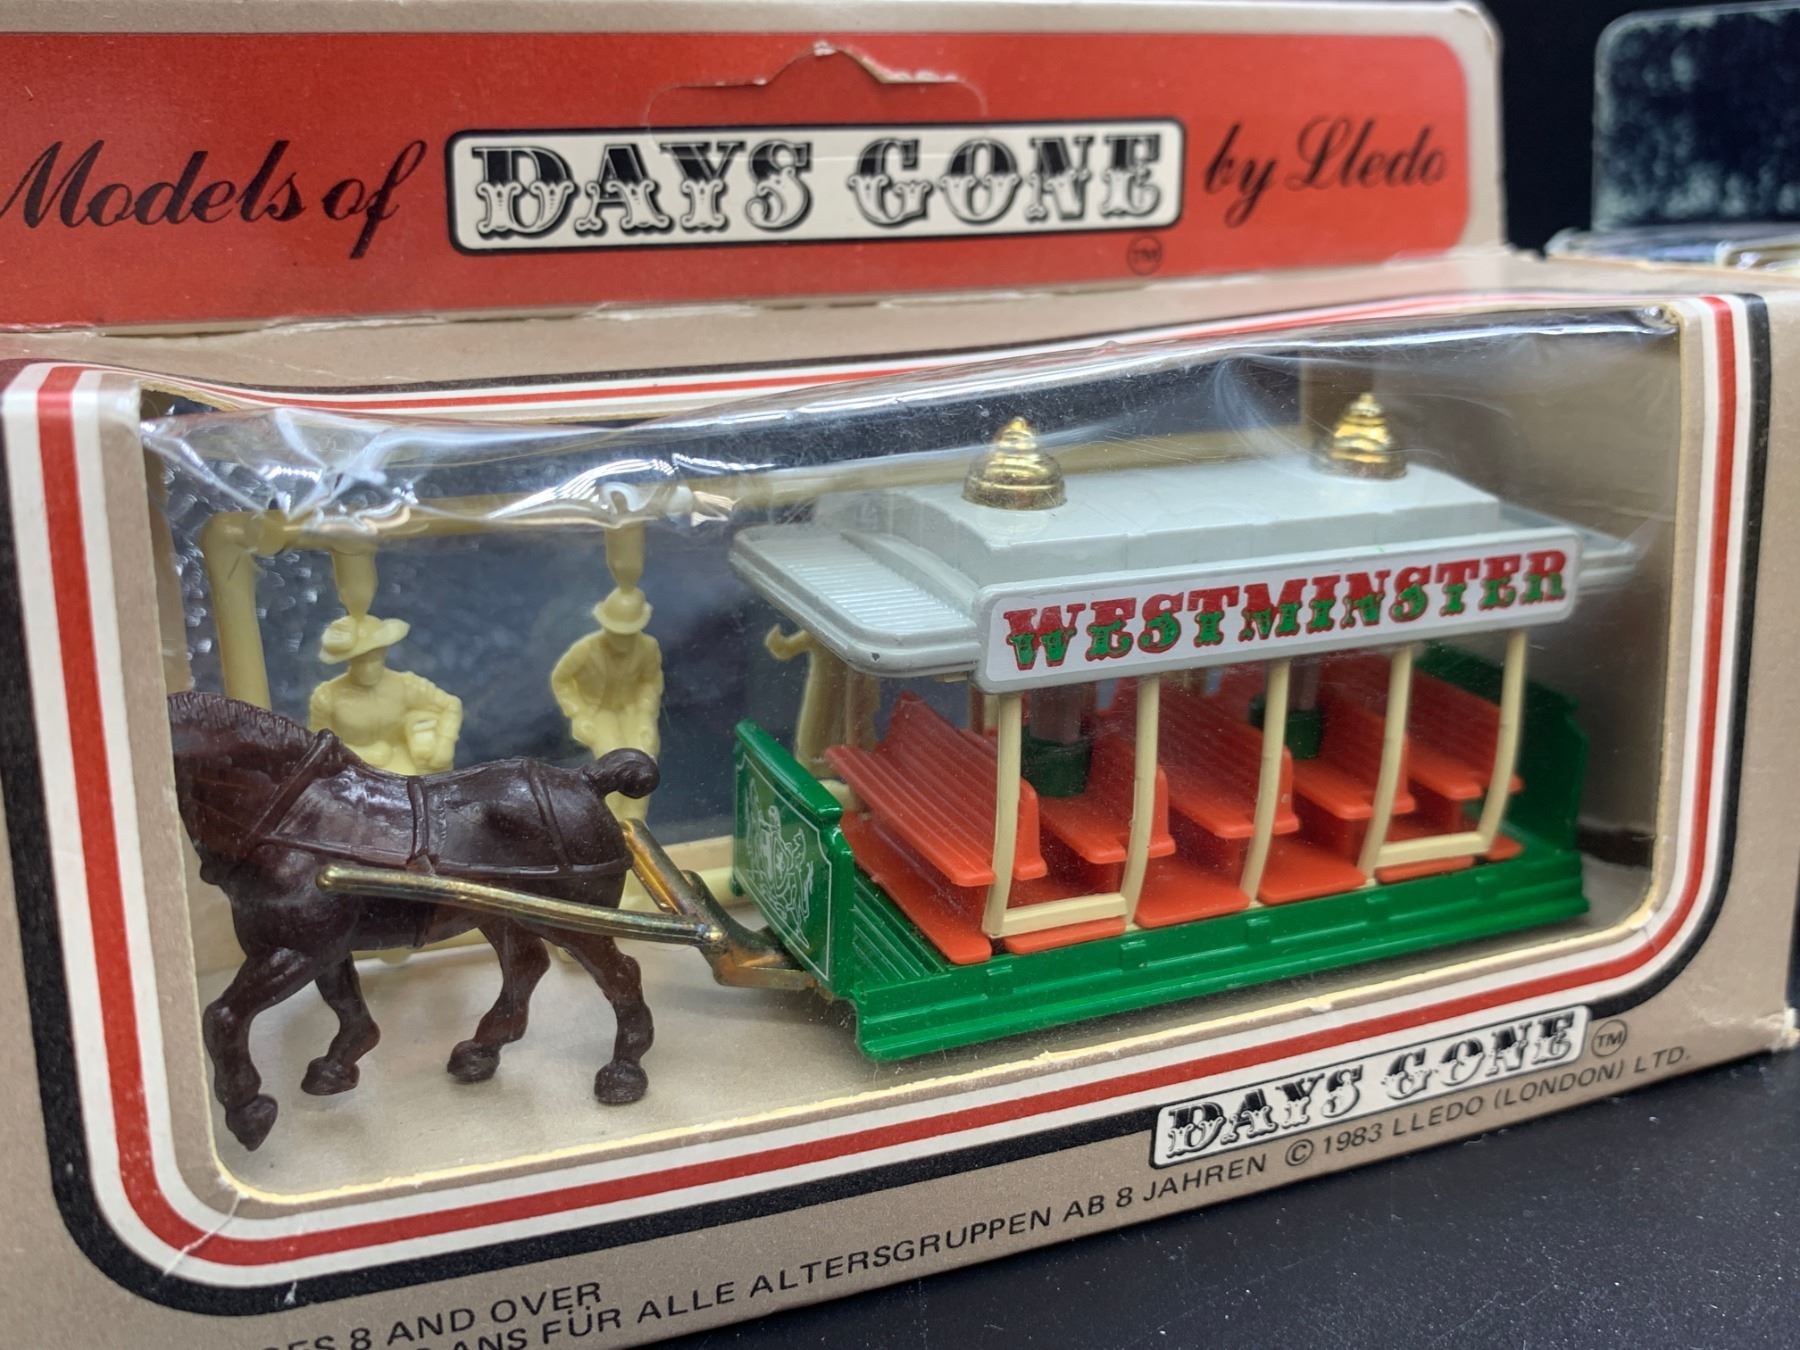 Models of DAYS GONE by Lledo
TM
WESTMINSTER
DAYS GONE TM
8 AND OVER
FÜR ALLE ALTERSGRUPPEN AB 8 JAHREN © 1983 LLEDO (LONDON) LTD.